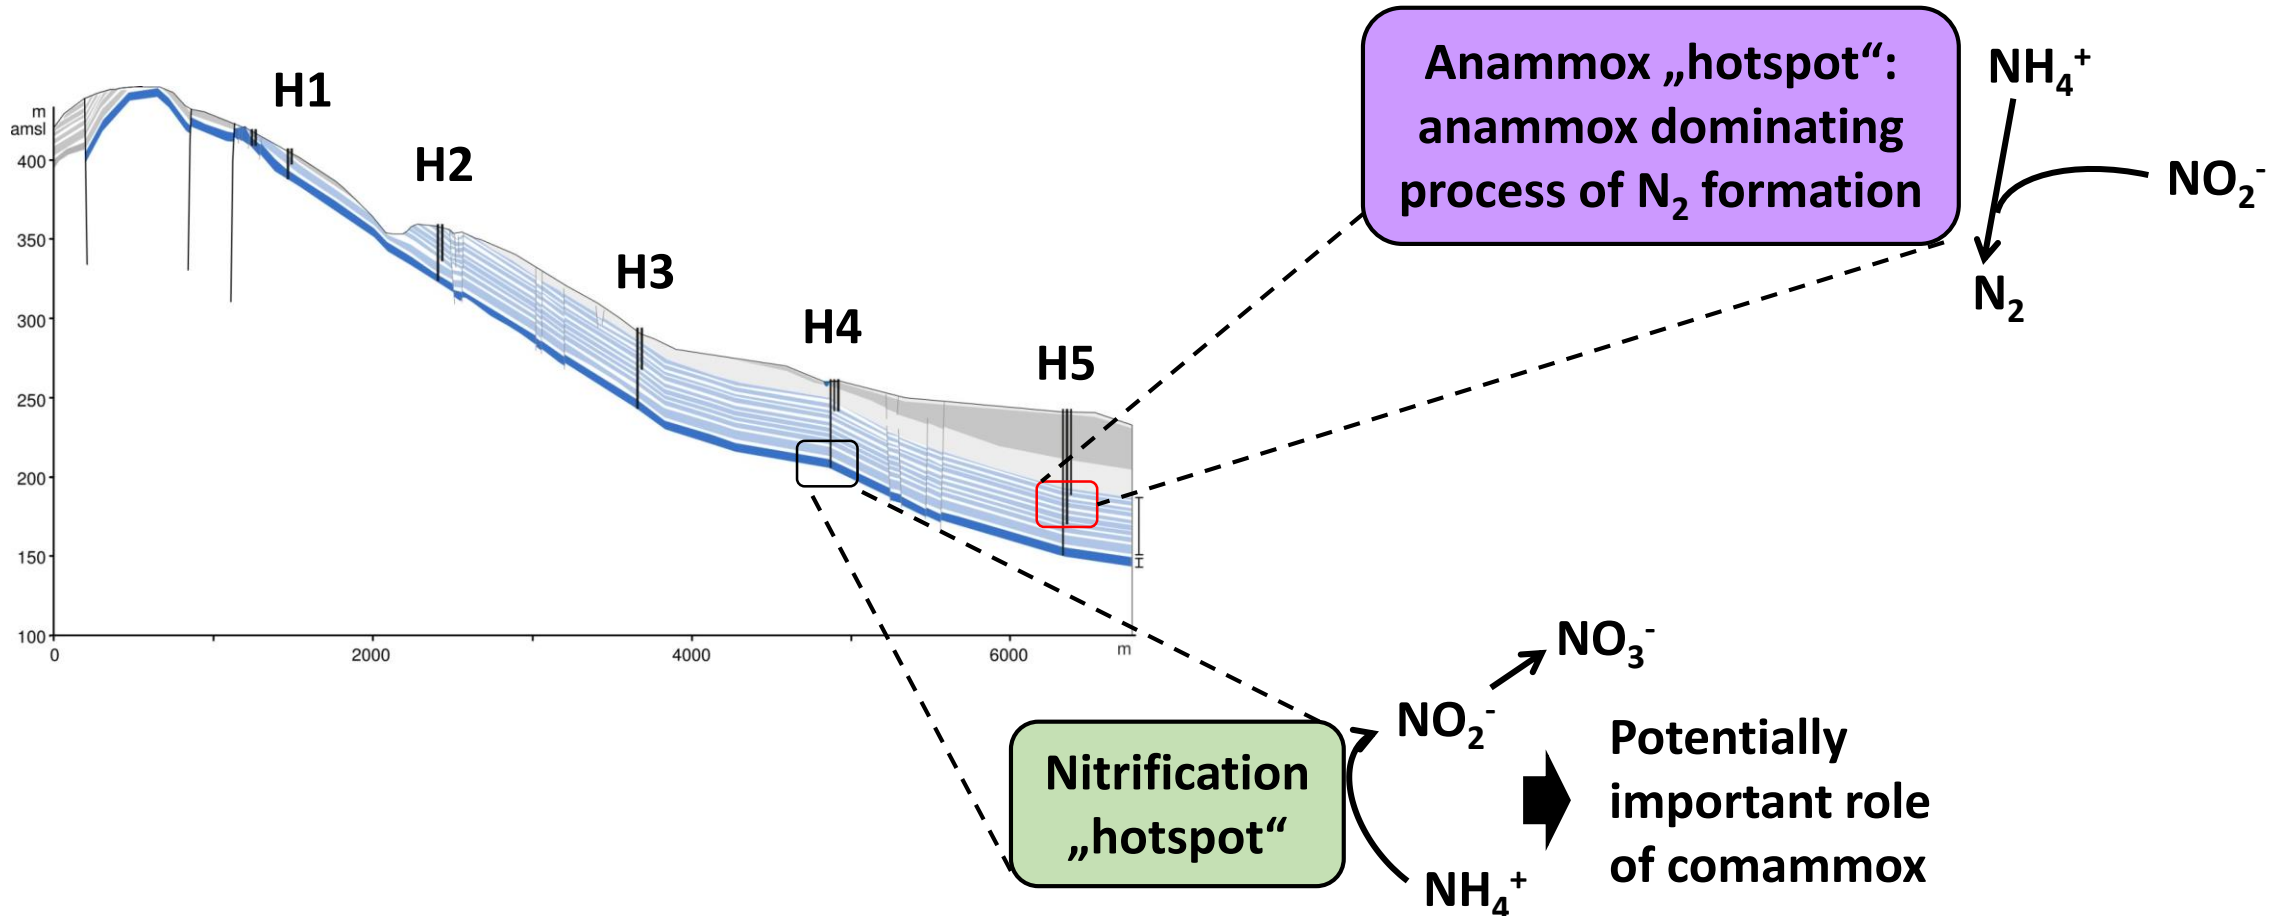 H1
H2
H3
H4
H5
m
amsl
400
350
300
250
200
150
100
0
2000
4000
6000
m
Anammox „hotspot“:
anammox dominating
process of N₂ formation
NH₄⁺
NO₂⁻
N₂
NO₃⁻
NO₂⁻
NH₄⁺
Nitrification
„hotspot“
Potentially
important role
of comammox